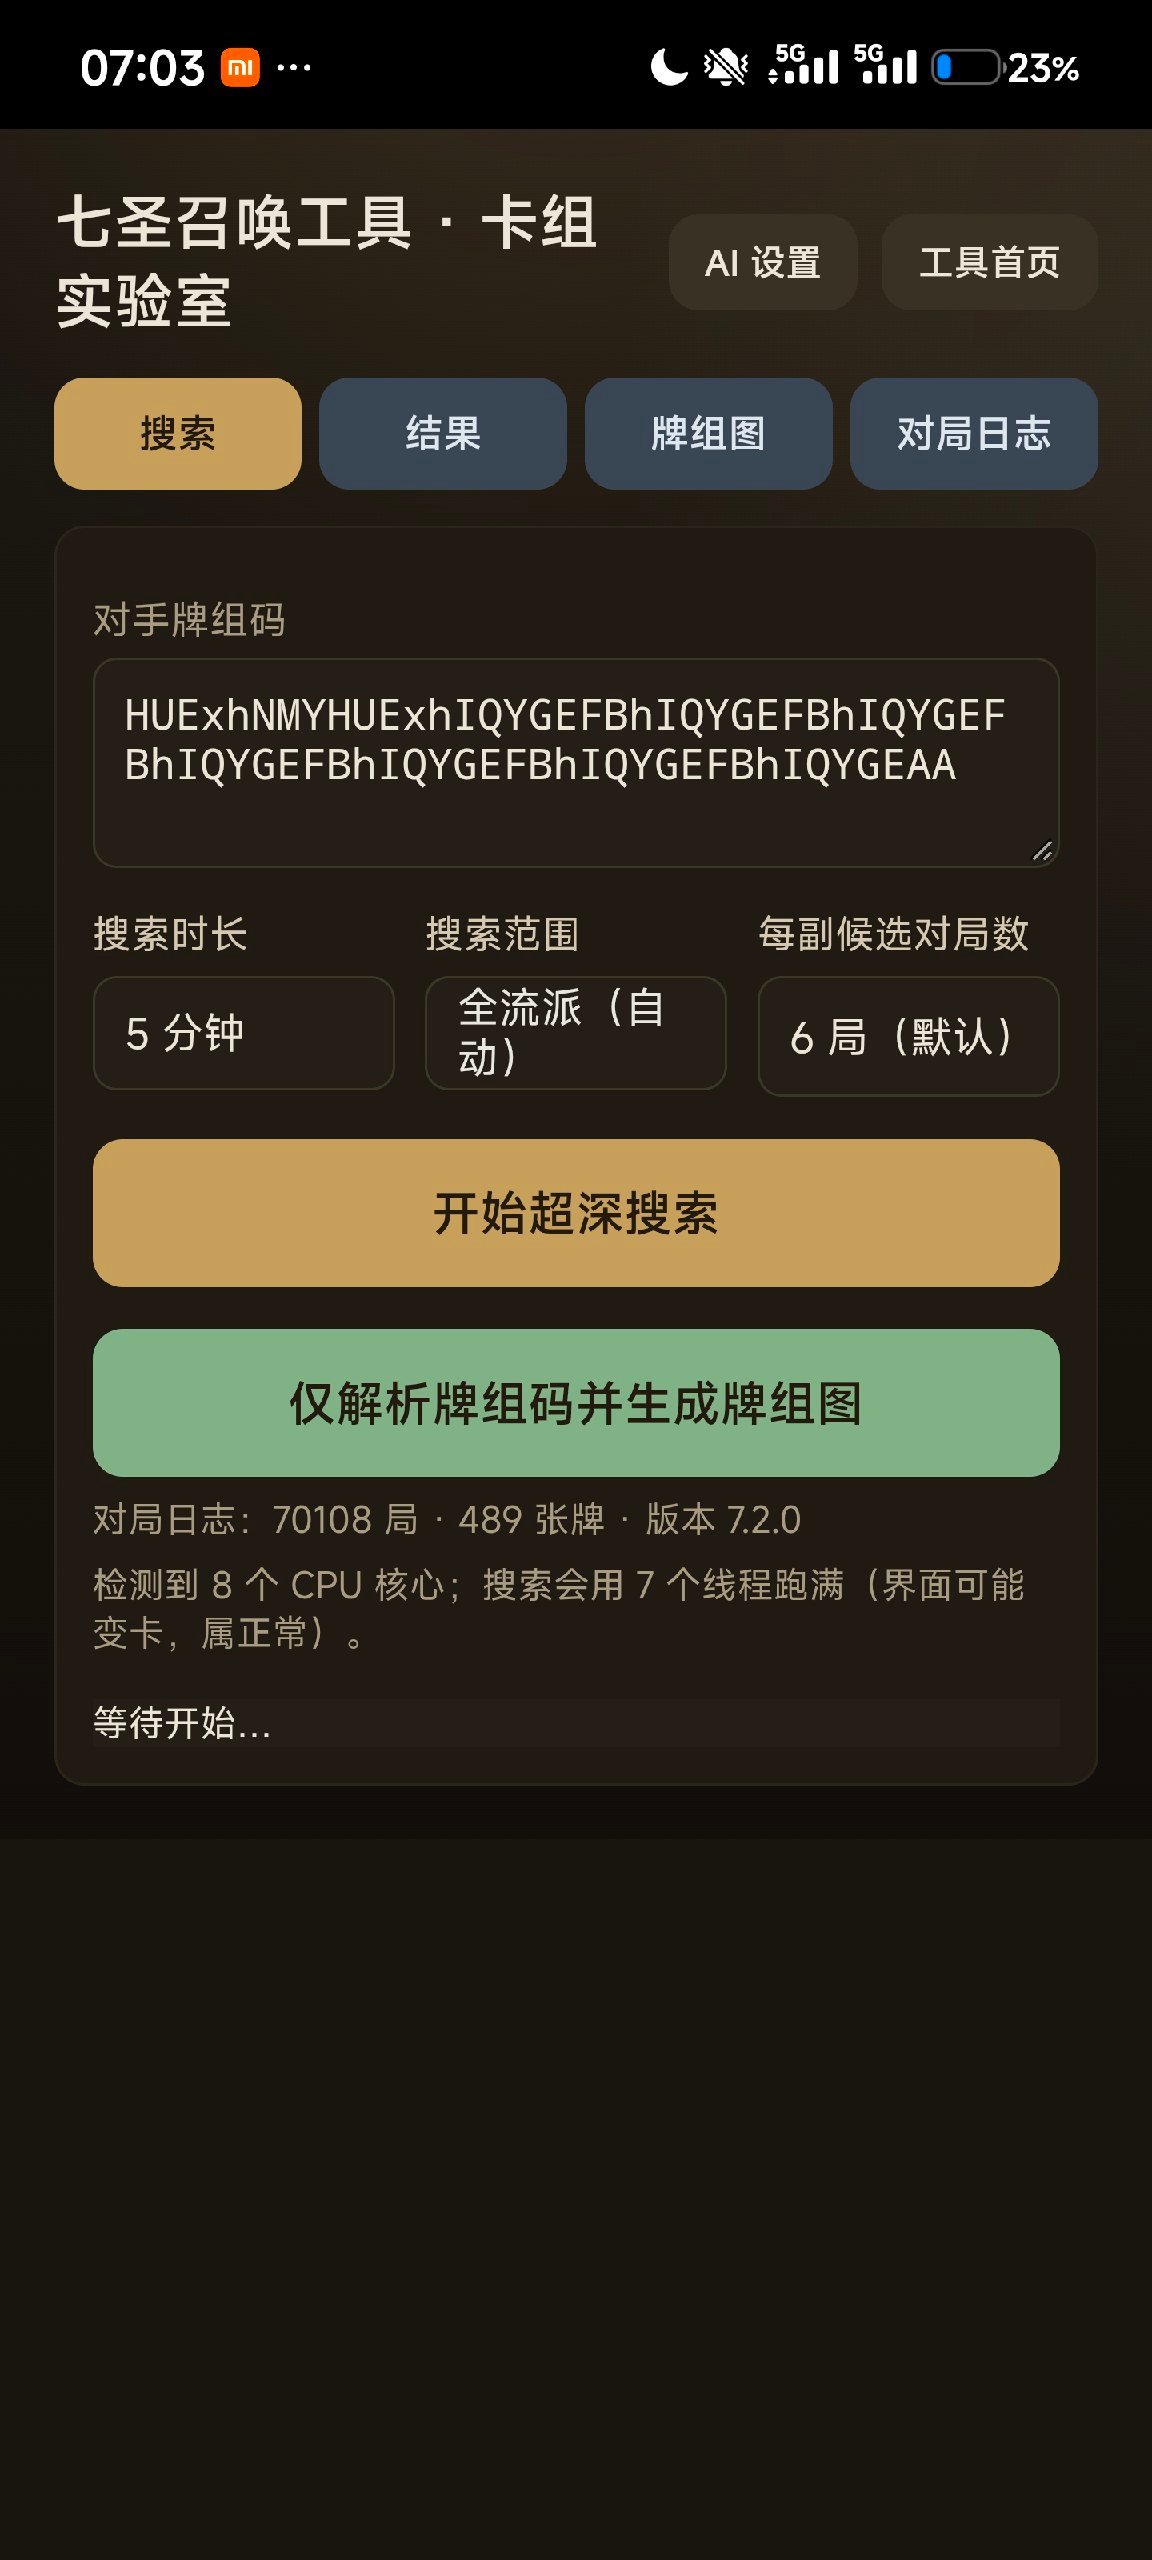 07:03 mi ... 5G 5G 23%
七圣召唤工具 · 卡组
实验室
AI 设置
工具首页
搜索
结果
牌组图
对局日志
对手牌组码
HUExhNMYHUExhIQYGEFBhIQYGEFBhIQYGEF
BhIQYGEFBhIQYGEFBhIQYGEFBhIQYGEAA
搜索时长
搜索范围
每副候选对局数
5 分钟
全流派（自
动）
6 局（默认）
开始超深搜索
仅解析牌组码并生成牌组图
对局日志：70108 局 · 489 张牌 · 版本 7.2.0
检测到 8 个 CPU 核心；搜索会用 7 个线程跑满（界面可能
变卡，属正常）。
等待开始...